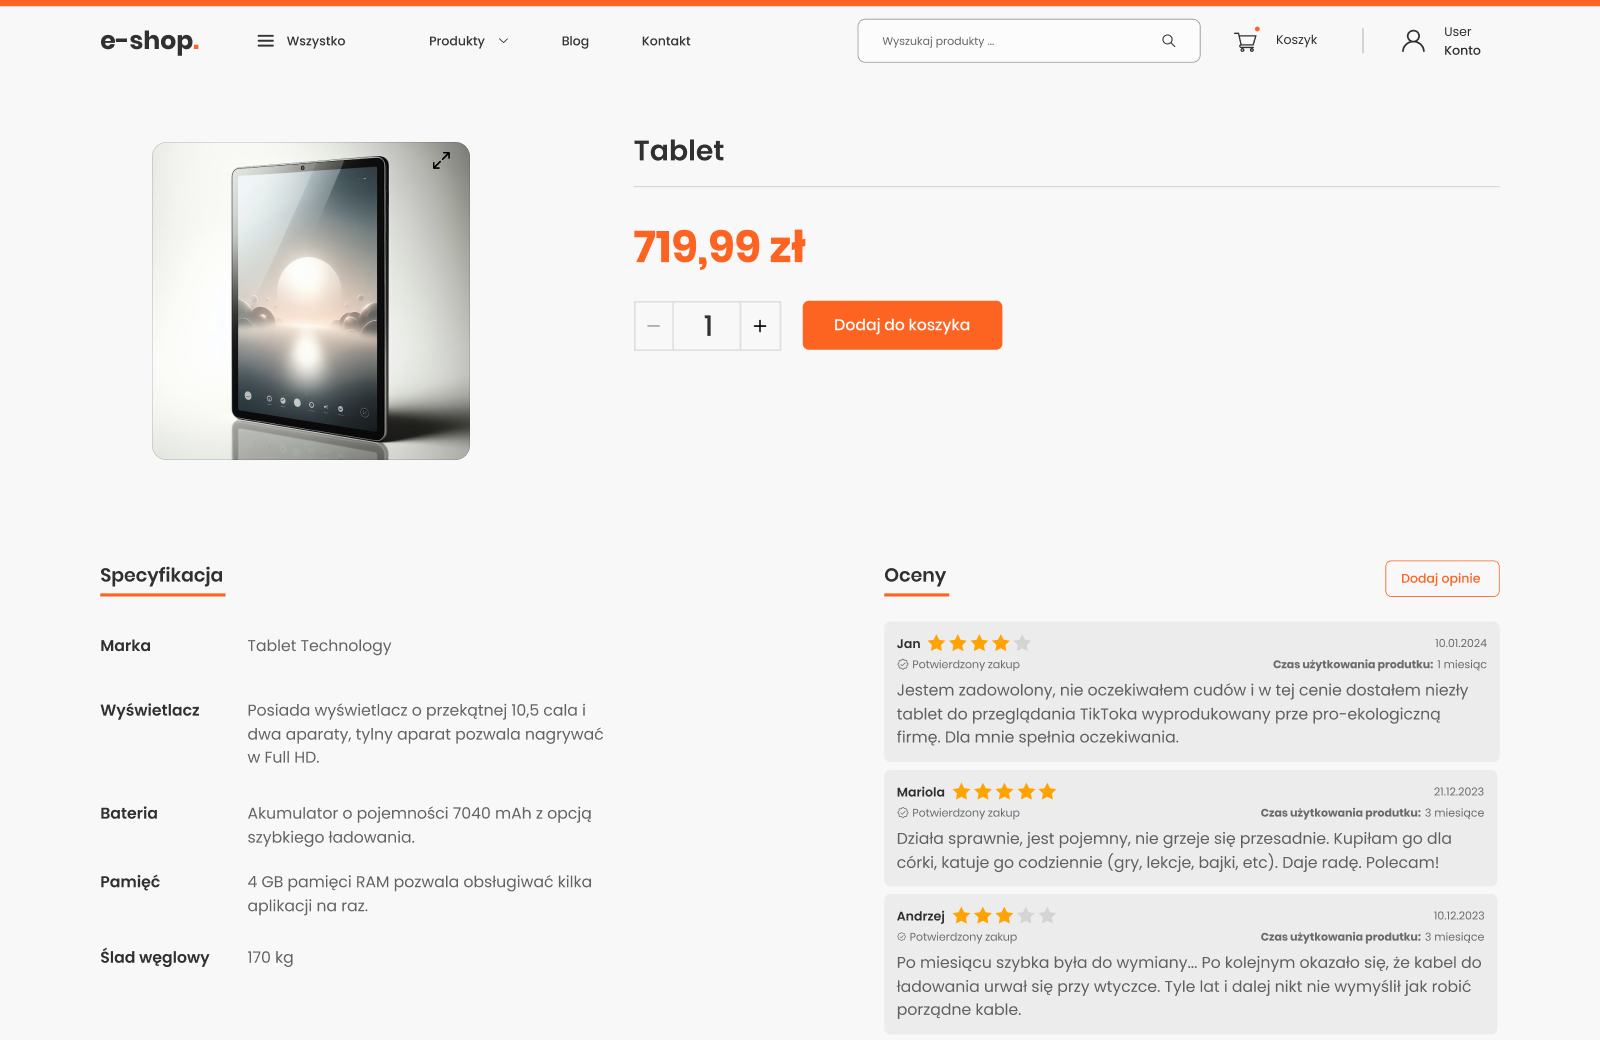 e-shop.
Wszystko
Produkty
Blog
Kontakt
Wyszukaj produkty ...
Koszyk
User
Konto
Tablet
719,99 zł
1
Dodaj do koszyka
Specyfikacja
Marka
Tablet Technology
Wyświetlacz
Posiada wyświetlacz o przekątnej 10,5 cala i
dwa aparaty, tylny aparat pozwala nagrywać
w Full HD.
Bateria
Akumulator o pojemności 7040 mAh z opcją
szybkiego ładowania.
Pamięć
4 GB pamięci RAM pozwala obsługiwać kilka
aplikacji na raz.
Ślad węglowy
170 kg
Oceny
Dodaj opinie
Jan
10.01.2024
Potwierdzony zakup
Czas użytkowania produtku: 1 miesiąc
Jestem zadowolony, nie oczekiwałem cudów i w tej cenie dostałem niezły
tablet do przeglądania TikToka wyprodukowany prze pro-ekologiczną
firmę. Dla mnie spełnia oczekiwania.
Mariola
21.12.2023
Potwierdzony zakup
Czas użytkowania produtku: 3 miesiące
Działa sprawnie, jest pojemny, nie grzeje się przesadnie. Kupiłam go dla
córki, katuje go codziennie (gry, lekcje, bajki, etc). Daje radę. Polecam!
Andrzej
10.12.2023
Potwierdzony zakup
Czas użytkowania produtku: 3 miesiące
Po miesiącu szybka była do wymiany... Po kolejnym okazało się, że kabel do
ładowania urwał się przy wtyczce. Tyle lat i dalej nikt nie wymyślił jak robić
porządne kable.